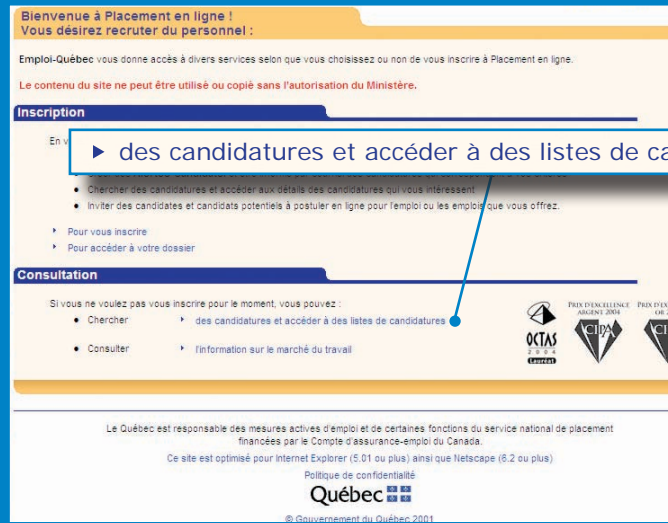 Bienvenue à Placement en ligne !
Vous désirez recruter du personnel :
Emploi-Québec vous donne accès à divers services selon que vous choisissez ou non de vous inscrire à Placement en ligne.
Le contenu du site ne peut être utilisé ou copié sans l'autorisation du Ministère.
Inscription
En v
des candidatures et accéder à des listes de ca
Chercher des candidatures et accéder aux détails des candidatures qui vous intéressent
Inviter des candidates et candidats potentiels à postuler en ligne pour l'emploi ou les emplois que vous offrez.
Pour vous inscrire
Pour accéder à votre dossier
Consultation
Si vous ne voulez pas vous inscrire pour le moment, vous pouvez :
Chercher des candidatures et accéder à des listes de candidatures
Consulter l'information sur le marché du travail
OCTAS
2004
Lauréat
PRIX D'EXCELLENCE
ARGENT 2004
CIPA
Le Québec est responsable des mesures actives d'emploi et de certaines fonctions du service national de placement
financées par le Compte d'assurance-emploi du Canada.
Ce site est optimisé pour Internet Explorer (5.01 ou plus) ainsi que Netscape (6.2 ou plus)
Politique de confidentialité
Québec
© Gouvernement du Québec 2001